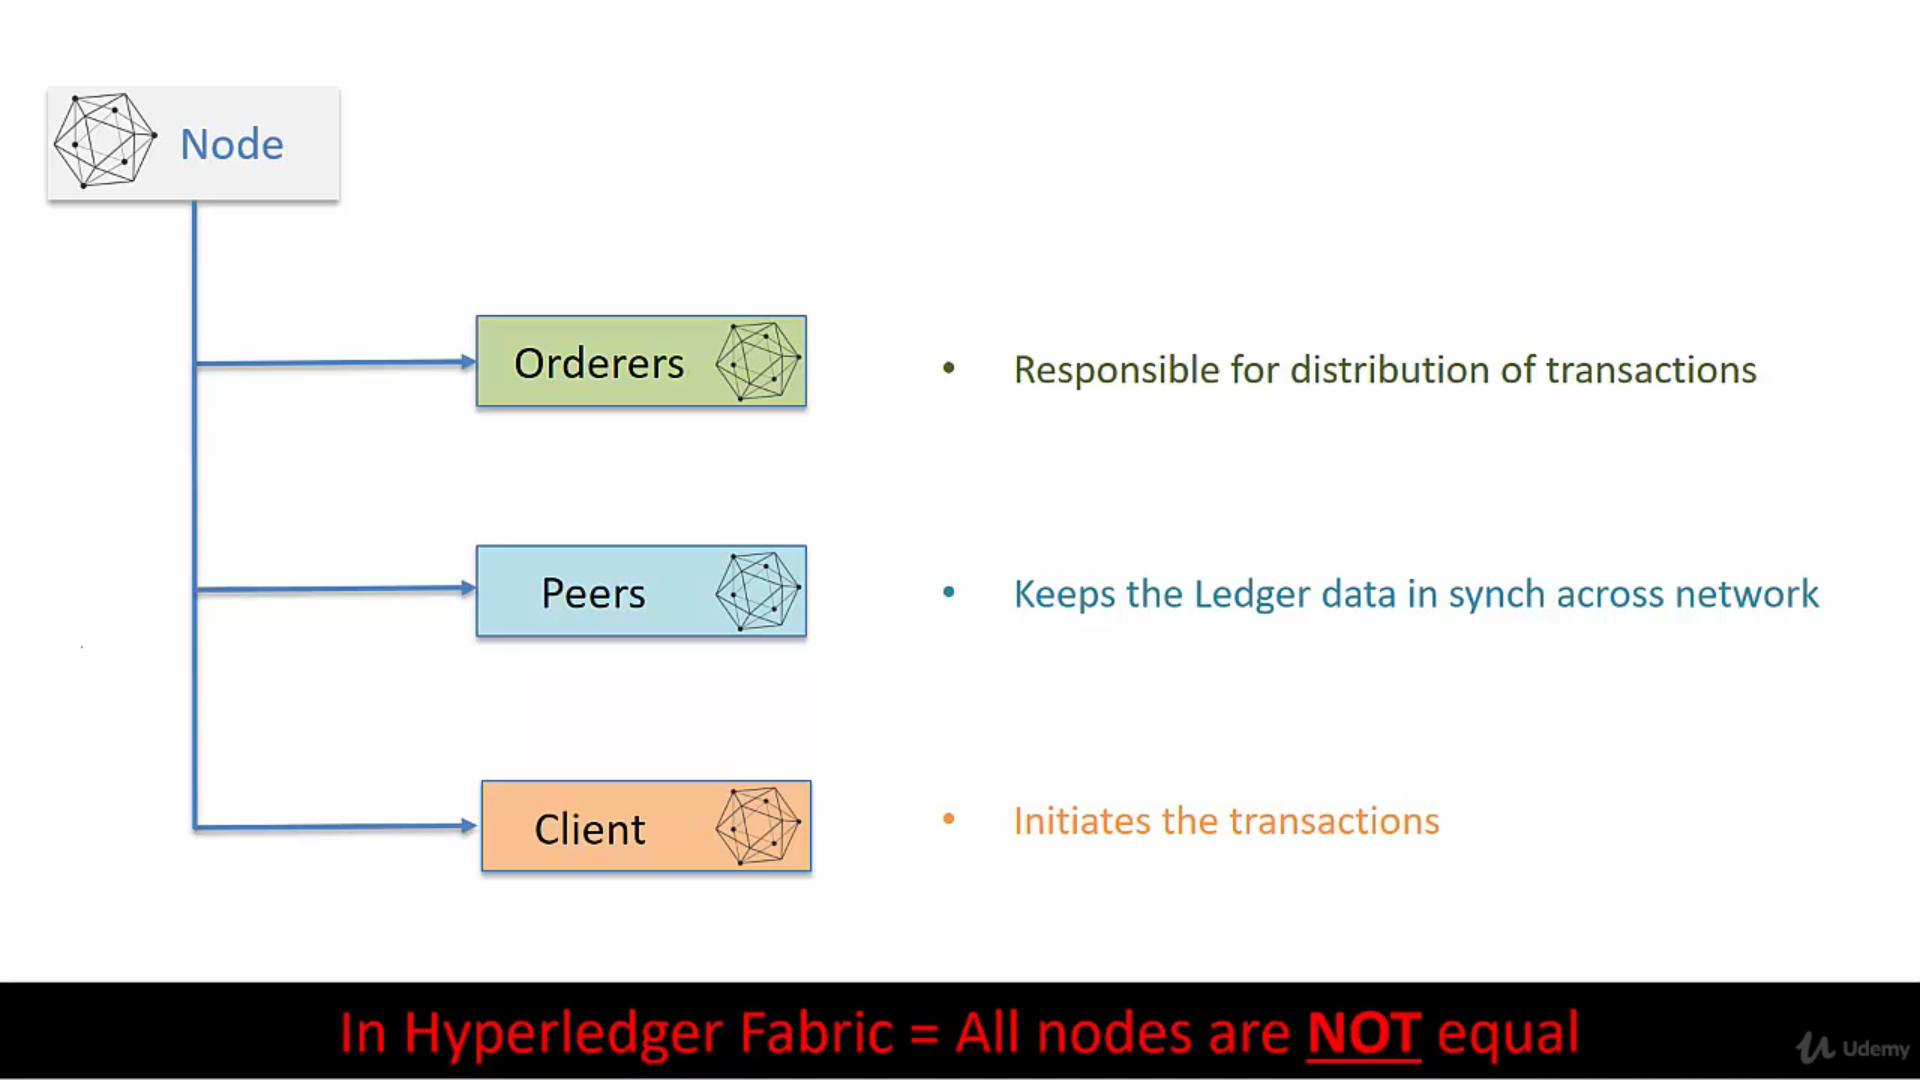 Node
Orderers
• Responsible for distribution of transactions
Peers
• Keeps the Ledger data in synch across network
Client
• Initiates the transactions
In Hyperledger Fabric = All nodes are NOT equal
Udemy